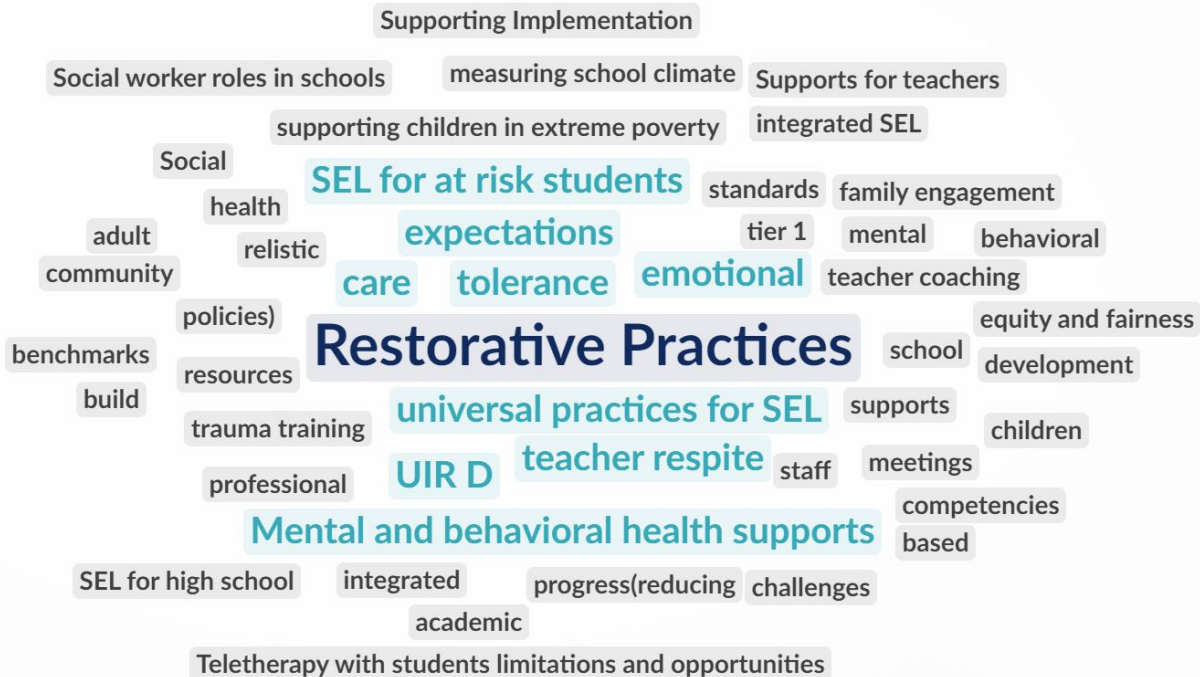 Supporting Implementation
Social worker roles in schools
measuring school climate
Supports for teachers
supporting children in extreme poverty
integrated SEL
Social
SEL for at risk students
standards
family engagement
health
expectations
tier 1
mental
behavioral
adult
relistic
community
care
tolerance
emotional
teacher coaching
policies)
Restorative Practices
equity and fairness
benchmarks
resources
school
development
build
universal practices for SEL
supports
trauma training
children
teacher respite
professional
UIR D
staff
meetings
competencies
Mental and behavioral health supports
based
SEL for high school
integrated
progress(reducing
challenges
academic
Teletherapy with students limitations and opportunities